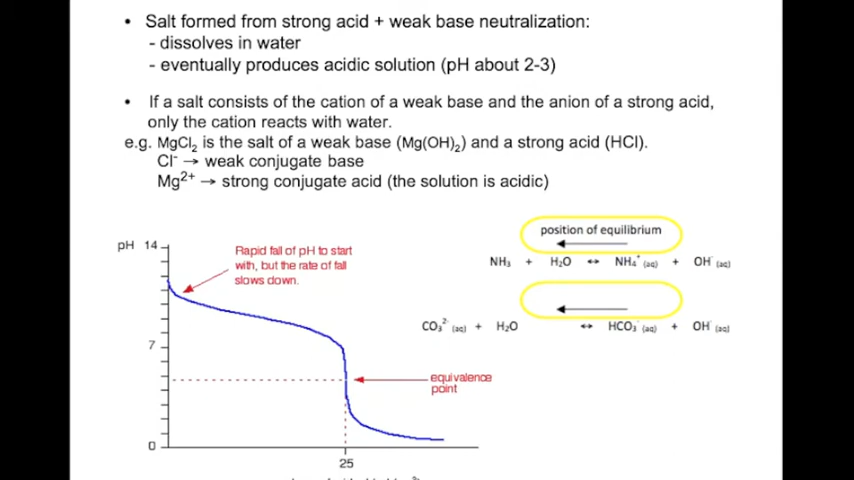 • Salt formed from strong acid + weak base neutralization:
- dissolves in water
- eventually produces acidic solution (pH about 2-3)
• If a salt consists of the cation of a weak base and the anion of a strong acid,
only the cation reacts with water.
e.g. MgCl₂ is the salt of a weak base (Mg(OH)₂) and a strong acid (HCl).
Cl⁻ → weak conjugate base
Mg²⁺ → strong conjugate acid (the solution is acidic)
pH 14
Rapid fall of pH to start
with, but the rate of fall
slows down.
7
equivalence
point
0
25
position of equilibrium
NH₃ + H₂O ↔ NH₄⁺ (aq) + OH⁻ (aq)
CO₃²⁻ (aq) + H₂O ↔ HCO₃⁻ (aq) + OH⁻ (aq)